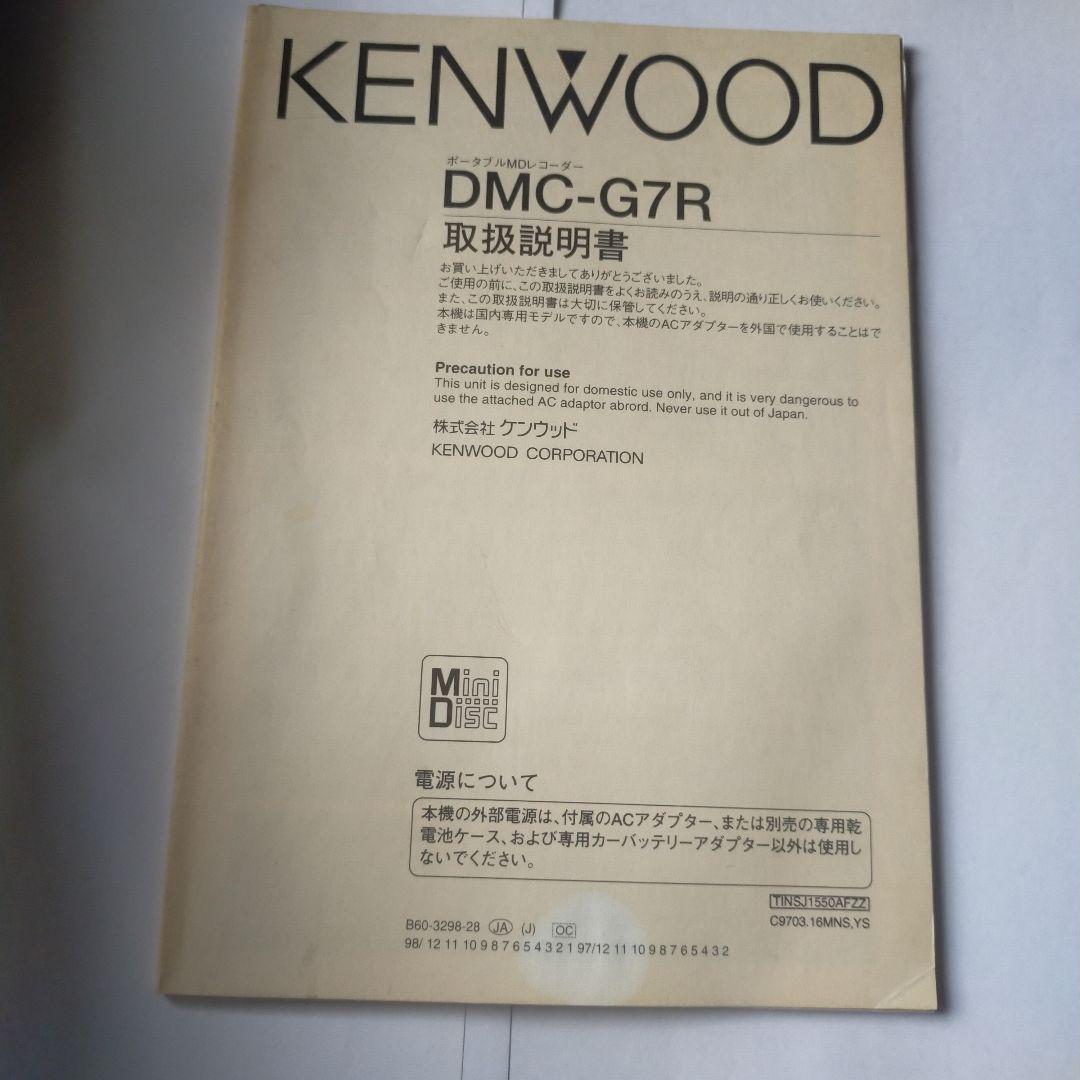 KENWOOD
ポータブルMDレコーダー
DMC-G7R
取扱説明書
お買い上げいただきましてありがとうございました。
ご使用の前に、この取扱説明書をよくお読みのうえ、説明の通り正しくお使いください。
また、この取扱説明書は大切に保管してください。
本機は国内専用モデルですので、本機のACアダプターを外国で使用することはで
きません。
Precaution for use
This unit is designed for domestic use only, and it is very dangerous to
use the attached AC adaptor abrord. Never use it out of Japan.
株式会社 ケンウッド
KENWOOD CORPORATION
Mini
Disc
電源について
本機の外部電源は、付属のACアダプター、または別売の専用乾
電池ケース、および専用カーバッテリーアダプター以外は使用し
ないでください。
TINSJ1550AFZZ
C9703.16MNS,YS
B60-3298-28 JA (J) OC
98/ 12 11 10 9 8 7 6 5 4 3 2 1 97/12 11 10 9 8 7 6 5 4 3 2